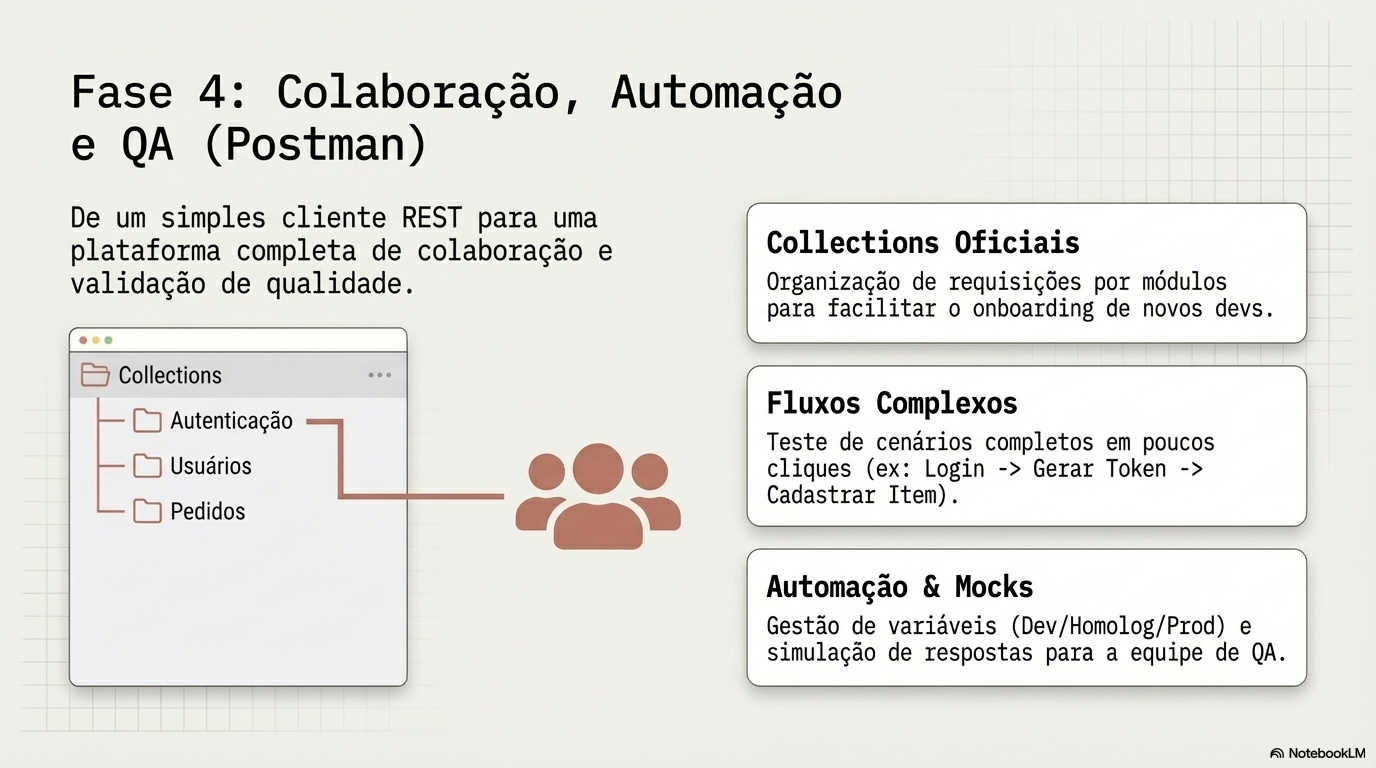 Fase 4: Colaboração, Automação
e QA (Postman)
De um simples cliente REST para uma
plataforma completa de colaboração e
validação de qualidade.
Collections
Autenticação
Usuários
Pedidos
Collections Oficiais
Organização de requisições por módulos
para facilitar o onboarding de novos devs.
Fluxos Complexos
Teste de cenários completos em poucos
cliques (ex: Login -> Gerar Token ->
Cadastrar Item).
Automação & Mocks
Gestão de variáveis (Dev/Homolog/Prod) e
simulação de respostas para a equipe de QA.
NotebookLM